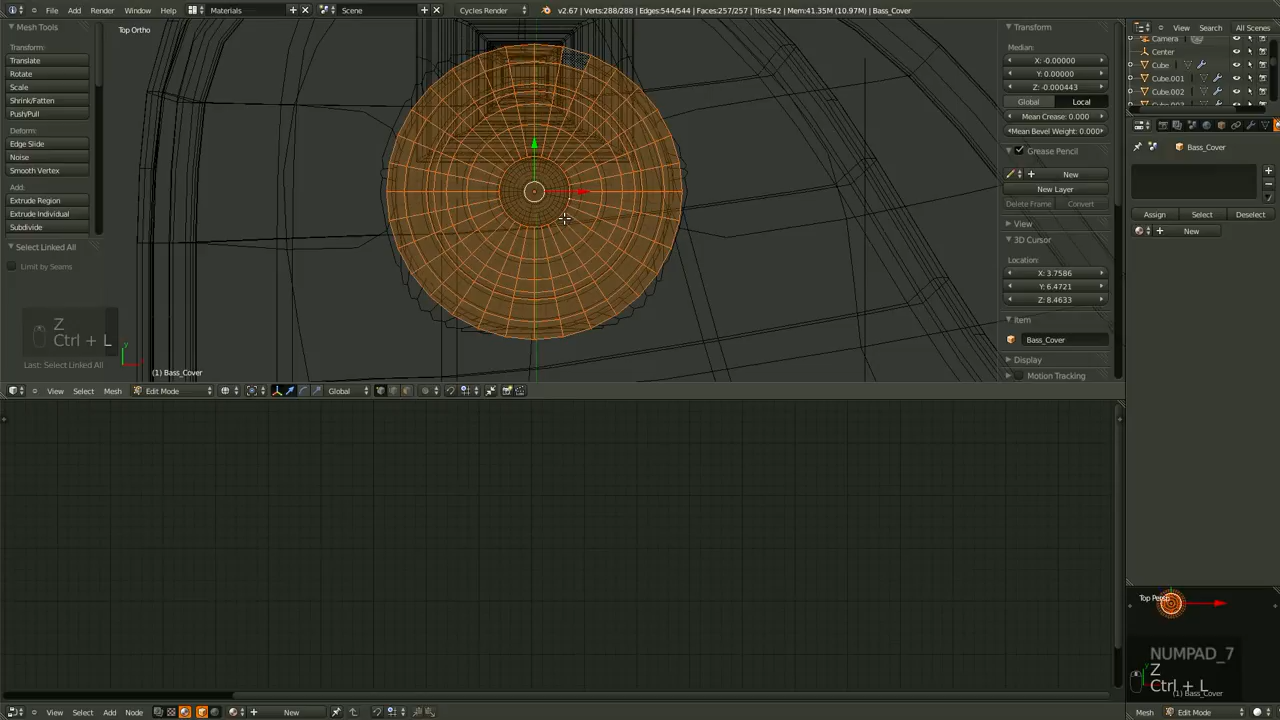 File Add Render Window Help Materials Scene Cycles Render v2.67 | Verts:288/288 | Edges:544/544 | Faces:257/257 | Tris:542 | Mem:41.35M (10.97M) | Bass_Cover
View Search All Scenes
Mesh Tools
Top Ortho
Transform
Camera
Transform:
Median:
Center
Translate
X: -0.00000
Cube
Rotate
Y: 0.00000
Cube.001
Scale
Z: -0.000443
Cube.002
Shrink/Fatten
Global Local
Push/Pull
Mean Crease: 0.000
Deform:
Mean Bevel Weight: 0.000
Edge Slide
Grease Pencil
Bass_Cover
Noise
New
Smooth Vertex
New Layer
Add:
Delete Frame Convert
Extrude Region
Assign Select Deselect
Extrude Individual
View
New
Subdivide
3D Cursor
Select Linked All
Location:
Limit by Seams
X: 3.7586
Y: 6.4721
Z: 8.4633
Item
Z
Ctrl + L
Bass_Cover
Last: Select Linked All
y
Display
(1) Bass_Cover
Motion Tracking
View Select Mesh Edit Mode Global
Top Persp
NUMPAD_7
Z
Ctrl + L
(1) Bass_Cover
View Select Add Node New
Mesh Edit Mode